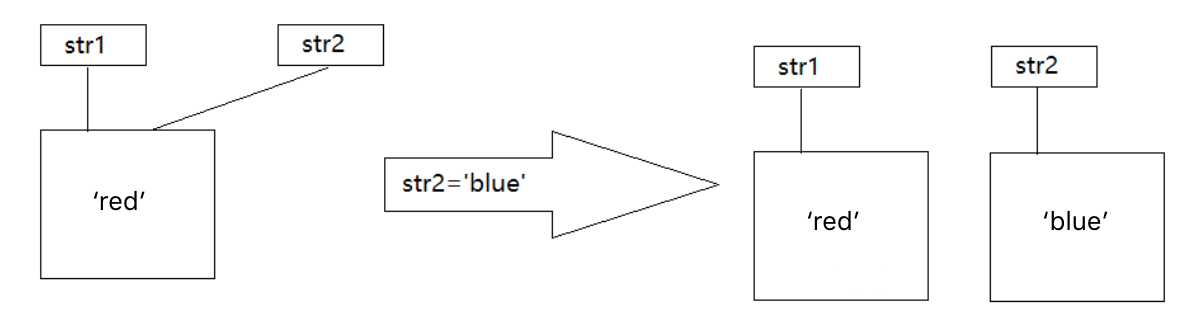 str1
str2
‘red’
str2='blue'
str1
str2
‘red’
‘blue’